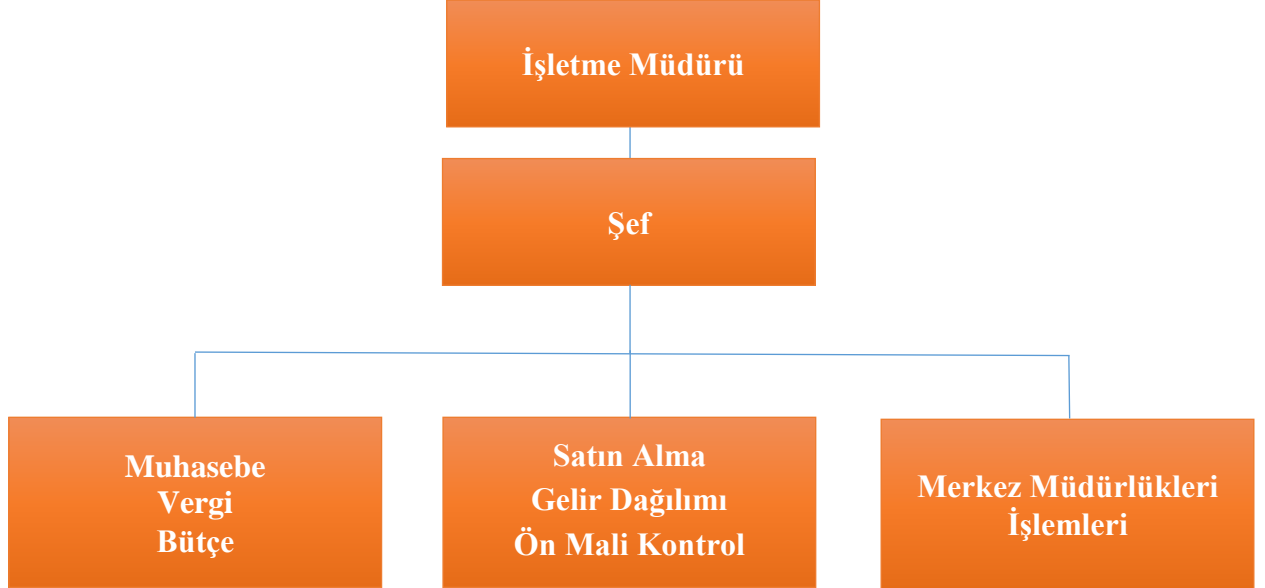 İşletme Müdürü
Şef
Muhasebe
Vergi
Bütçe
Satın Alma
Gelir Dağılımı
Ön Mali Kontrol
Merkez Müdürlükleri
İşlemleri